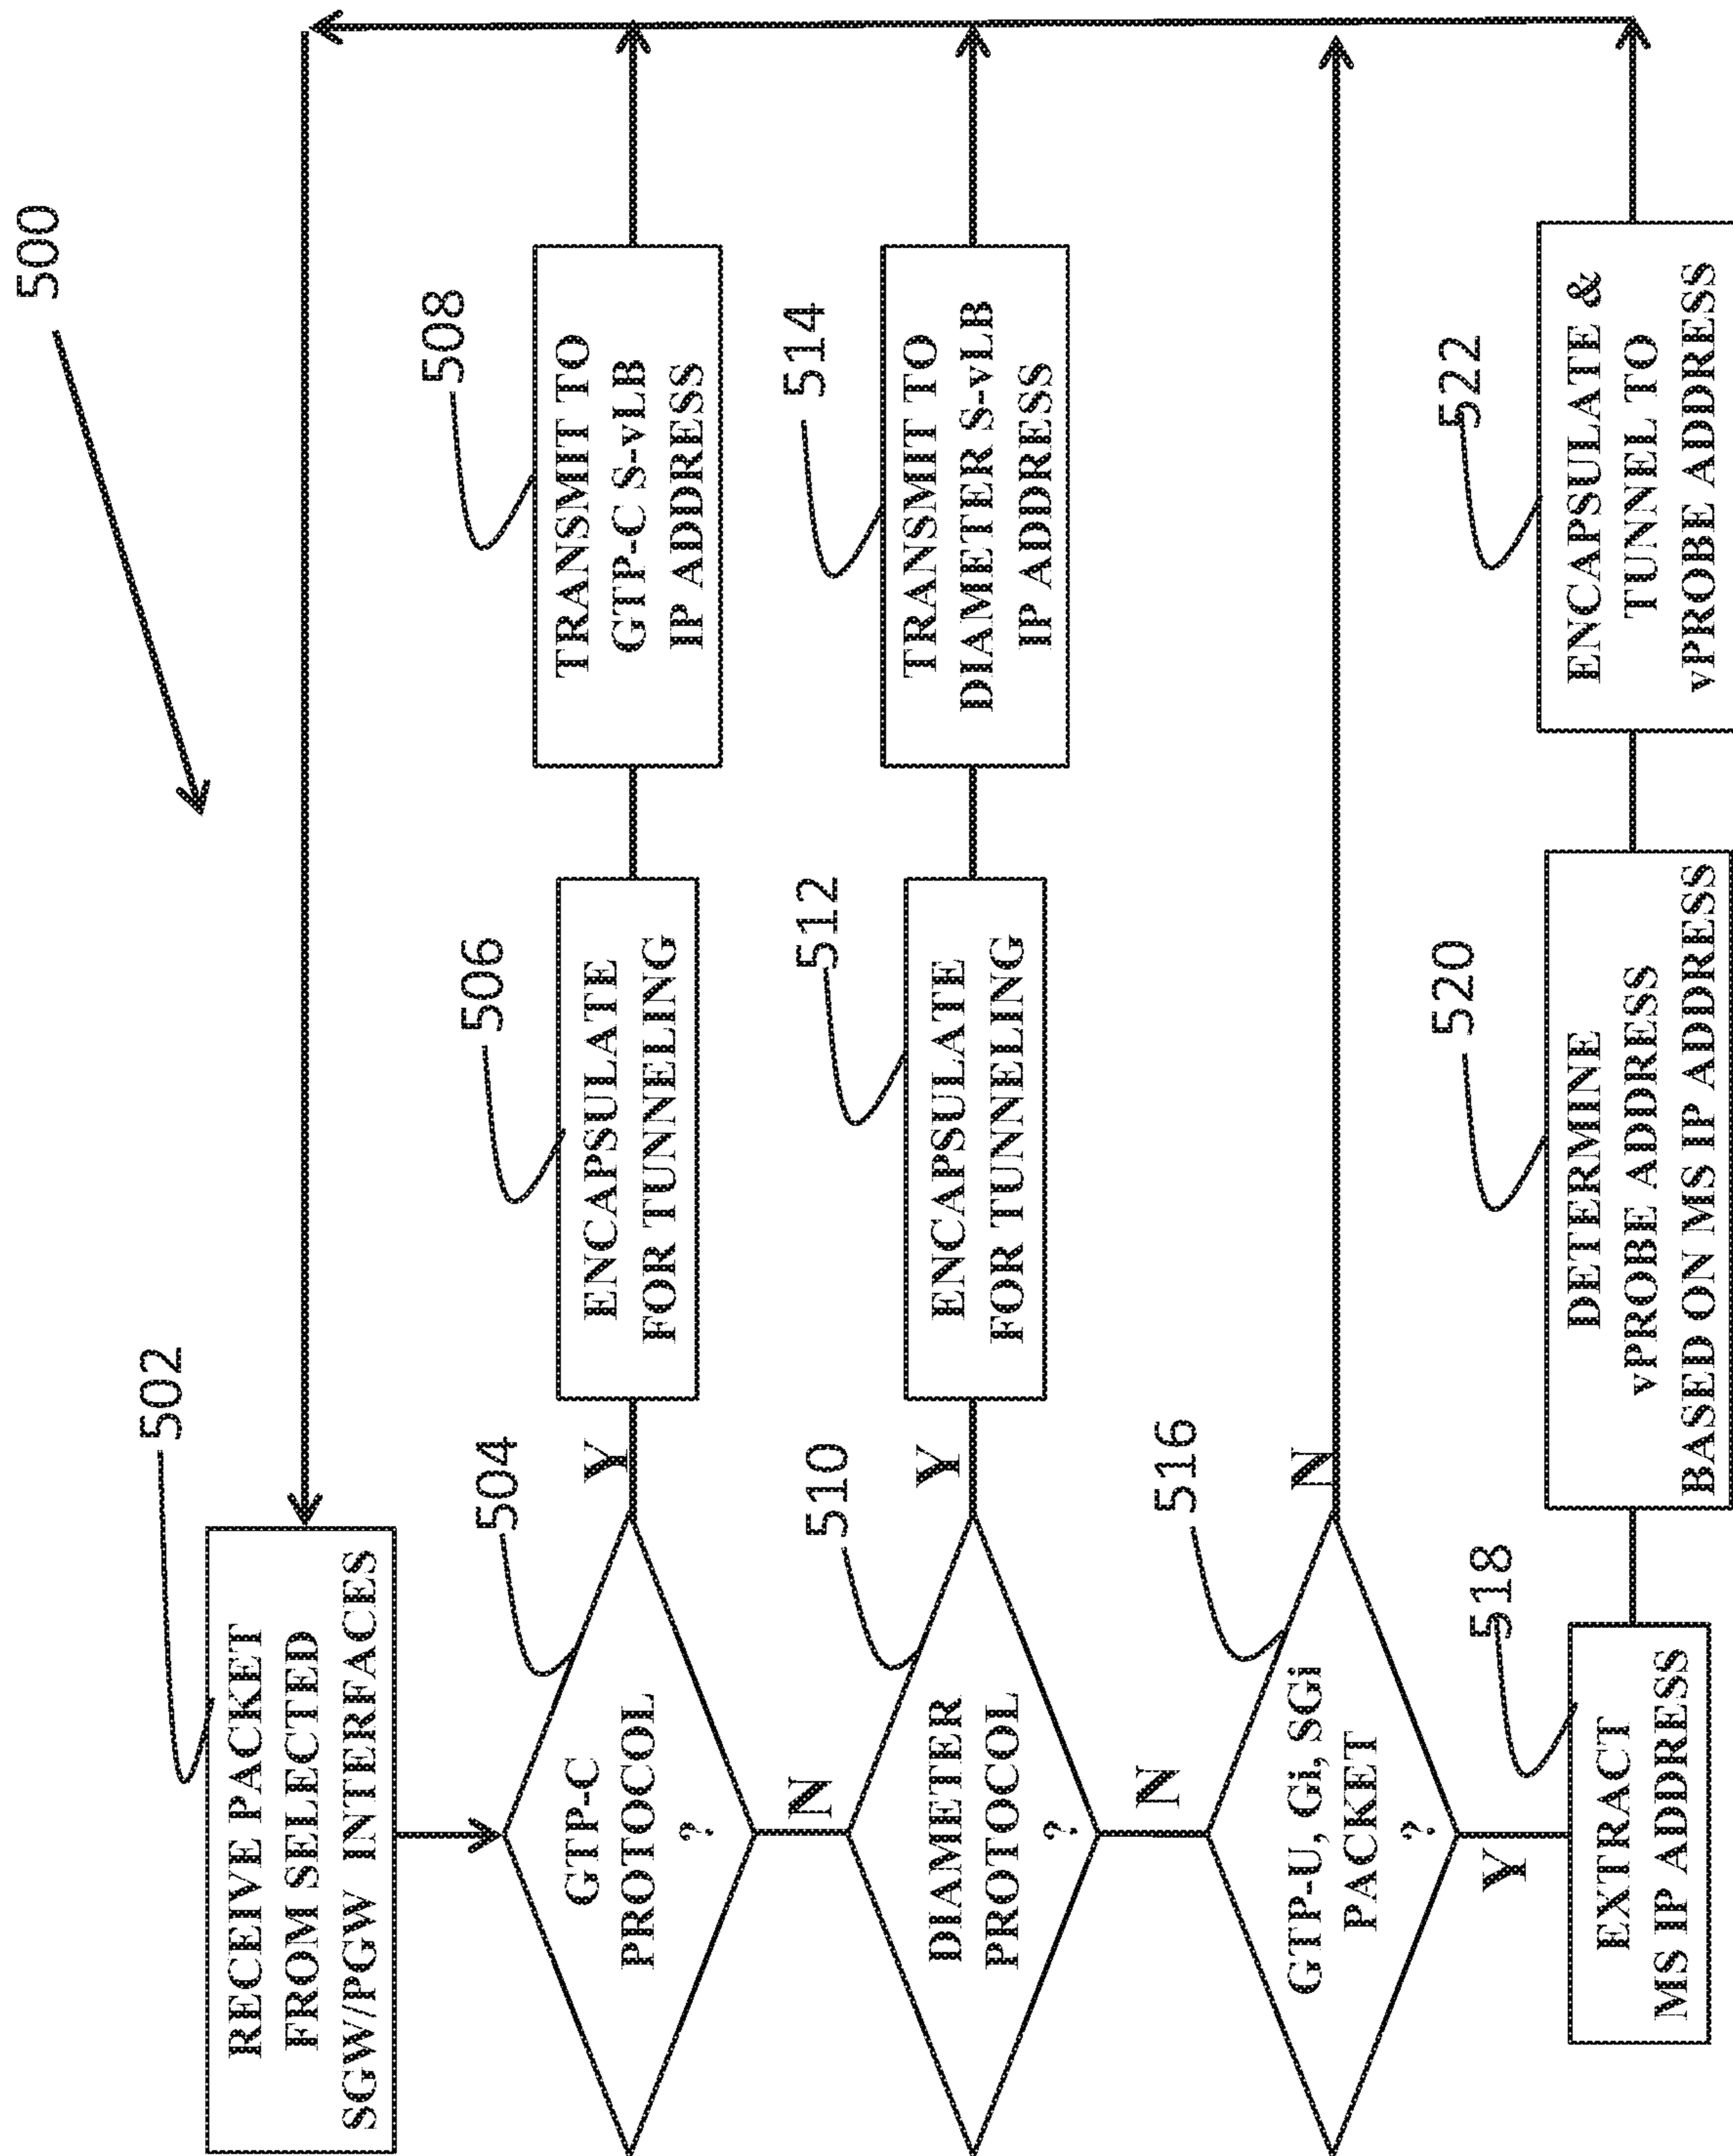 500
502
RECEIVE PACKET
FROM SELECTED
SGW/PGW INTERFACES
504
GTP-C
PROTOCOL
?
Y
N
506
ENCAPSULATE
FOR TUNNELING
508
TRANSMIT TO
GTP-C S-vLB
IP ADDRESS
510
DIAMETER
PROTOCOL
?
Y
N
512
ENCAPSULATE
FOR TUNNELING
514
TRANSMIT TO
DIAMETER S-vLB
IP ADDRESS
516
GTP-U, Gi, SGi
PACKET
?
N
Y
518
EXTRACT
MS IP ADDRESS
520
DETERMINE
vPROBE ADDRESS
BASED ON MS IP ADDRESS
522
ENCAPSULATE &
TUNNEL TO
vPROBE ADDRESS